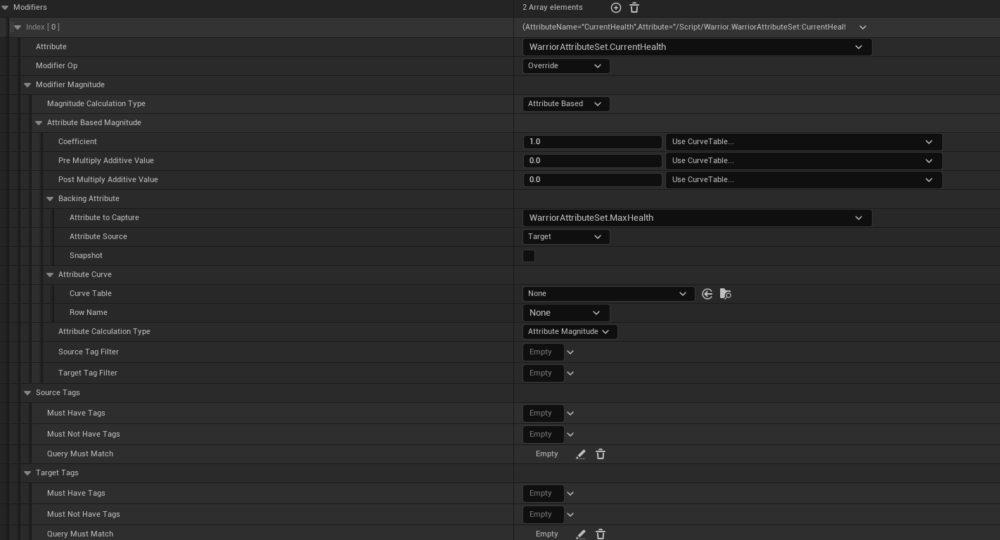 Modifiers 2 Array elements
Index [ 0 ] (AttributeName="CurrentHealth",Attribute="/Script/Warrior.WarriorAttributeSet:CurrentHealt
Attribute WarriorAttributeSet.CurrentHealth
Modifier Op Override
Modifier Magnitude
Magnitude Calculation Type Attribute Based
Attribute Based Magnitude
Coefficient 1.0 Use CurveTable...
Pre Multiply Additive Value 0.0 Use CurveTable...
Post Multiply Additive Value 0.0 Use CurveTable...
Backing Attribute
Attribute to Capture WarriorAttributeSet.MaxHealth
Attribute Source Target
Snapshot
Attribute Curve
Curve Table None
Row Name None
Attribute Calculation Type Attribute Magnitude
Source Tag Filter Empty
Target Tag Filter Empty
Source Tags
Must Have Tags Empty
Must Not Have Tags Empty
Query Must Match Empty
Target Tags
Must Have Tags Empty
Must Not Have Tags Empty
Query Must Match Empty